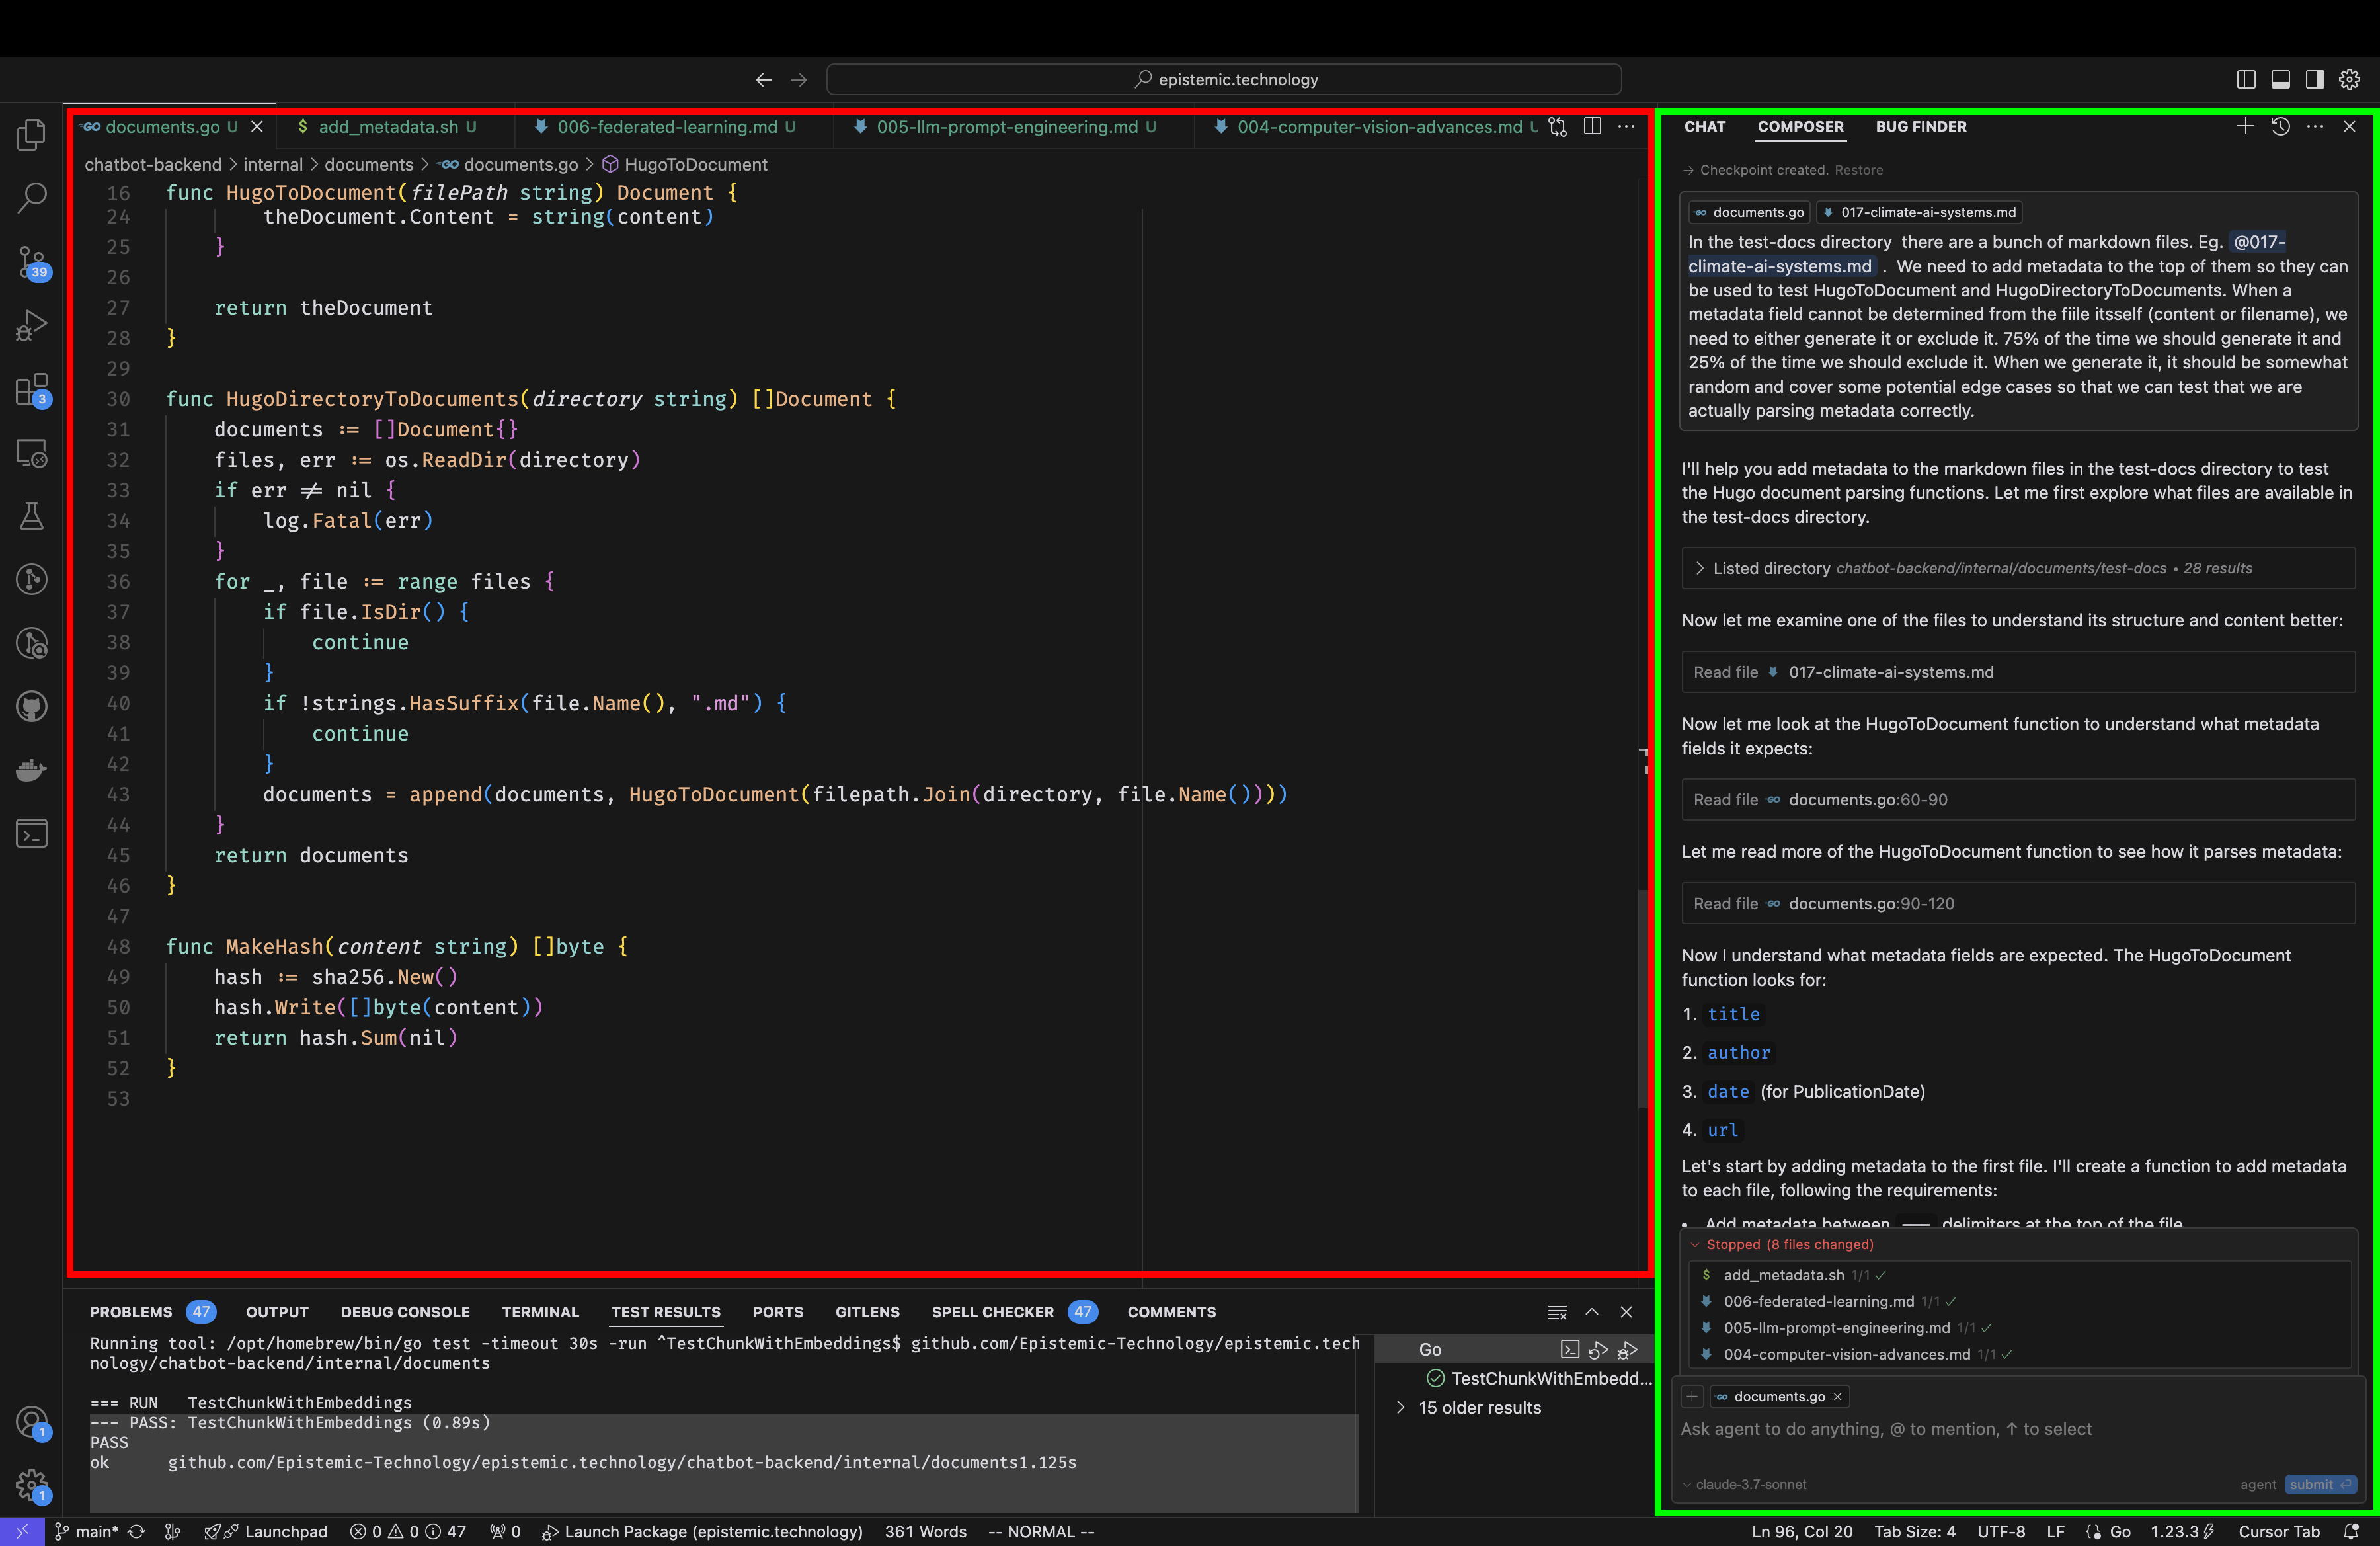 epistemic.technology
documents.go U
$ add_metadata.sh U
006-federated-learning.md U
005-llm-prompt-engineering.md U
004-computer-vision-advances.md U
chatbot-backend > internal > documents > documents.go > HugoToDocument
16 func HugoToDocument(filePath string) Document {
24 theDocument.Content = string(content)
25 }
26
27 return theDocument
28 }
29
30 func HugoDirectoryToDocuments(directory string) []Document {
31 documents := []Document{}
32 files, err := os.ReadDir(directory)
33 if err ≠ nil {
34 log.Fatal(err)
35 }
36 for _, file := range files {
37 if file.IsDir() {
38 continue
39 }
40 if !strings.HasSuffix(file.Name(), ".md") {
41 continue
42 }
43 documents = append(documents, HugoToDocument(filepath.Join(directory, file.Name())))
44 }
45 return documents
46 }
47
48 func MakeHash(content string) []byte {
49 hash := sha256.New()
50 hash.Write([]byte(content))
51 return hash.Sum(nil)
52 }
53
39
3
1
1
PROBLEMS 47 OUTPUT DEBUG CONSOLE TERMINAL TEST RESULTS PORTS GITLENS SPELL CHECKER 47 COMMENTS
Running tool: /opt/homebrew/bin/go test -timeout 30s -run ^TestChunkWithEmbeddings$ github.com/Epistemic-Technology/epistemic.tech
nology/chatbot-backend/internal/documents
=== RUN TestChunkWithEmbeddings
--- PASS: TestChunkWithEmbeddings (0.89s)
PASS
ok github.com/Epistemic-Technology/epistemic.technology/chatbot-backend/internal/documents1.125s
Go
TestChunkWithEmbedd...
15 older results
CHAT COMPOSER BUG FINDER
Checkpoint created. Restore
documents.go 017-climate-ai-systems.md
In the test-docs directory there are a bunch of markdown files. Eg. @017-
climate-ai-systems.md . We need to add metadata to the top of them so they can
be used to test HugoToDocument and HugoDirectoryToDocuments. When a
metadata field cannot be determined from the fiile itsself (content or filename), we
need to either generate it or exclude it. 75% of the time we should generate it and
25% of the time we should exclude it. When we generate it, it should be somewhat
random and cover some potential edge cases so that we can test that we are
actually parsing metadata correctly.
I'll help you add metadata to the markdown files in the test-docs directory to test
the Hugo document parsing functions. Let me first explore what files are available in
the test-docs directory.
Listed directory chatbot-backend/internal/documents/test-docs • 28 results
Now let me examine one of the files to understand its structure and content better:
Read file 017-climate-ai-systems.md
Now let me look at the HugoToDocument function to understand what metadata
fields it expects:
Read file documents.go:60-90
Let me read more of the HugoToDocument function to see how it parses metadata:
Read file documents.go:90-120
Now I understand what metadata fields are expected. The HugoToDocument
function looks for:
1. title
2. author
3. date (for PublicationDate)
4. url
Let's start by adding metadata to the first file. I'll create a function to add metadata
to each file, following the requirements:
• Add metadata between --- delimiters at the top of the file
Stopped (8 files changed)
$ add_metadata.sh 1/1 ✓
006-federated-learning.md 1/1 ✓
005-llm-prompt-engineering.md 1/1 ✓
004-computer-vision-advances.md 1/1 ✓
+ documents.go ×
Ask agent to do anything, @ to mention, ↑ to select
claude-3.7-sonnet agent submit
main* Launchpad 0 0 47 0 Launch Package (epistemic.technology) 361 Words -- NORMAL -- Ln 96, Col 20 Tab Size: 4 UTF-8 LF Go 1.23.3 Cursor Tab